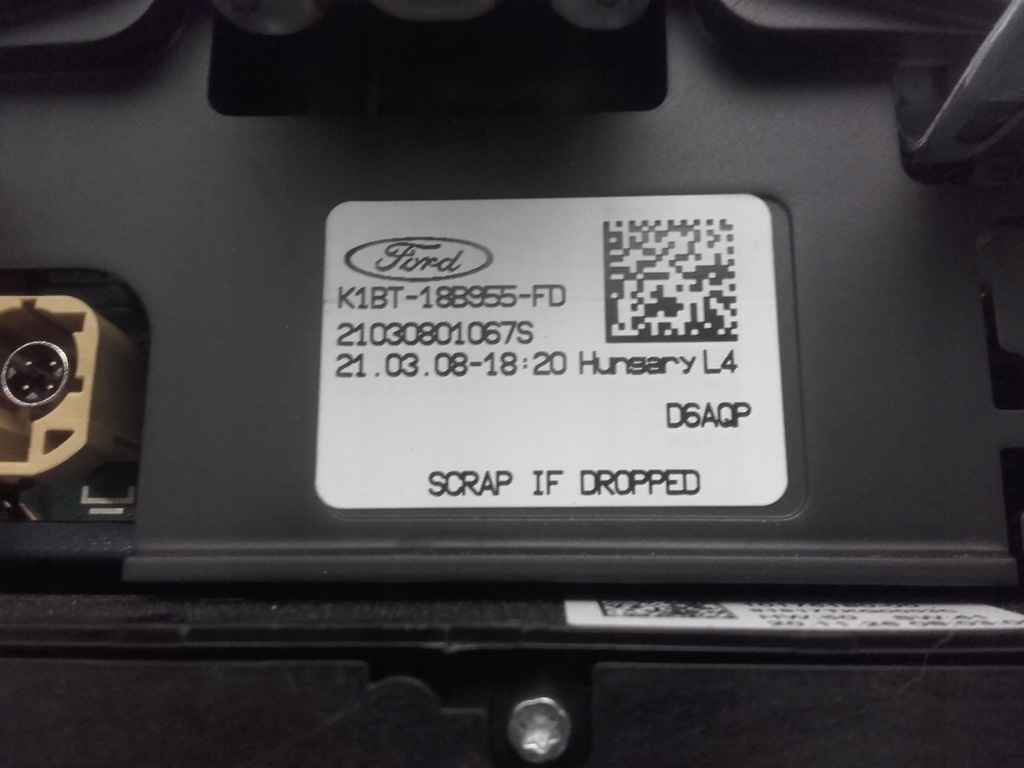 Ford
K1BT-18B955-FD
21030801067S
21.03.08-18:20 Hungary L4
D6AQP
SCRAP IF DROPPED